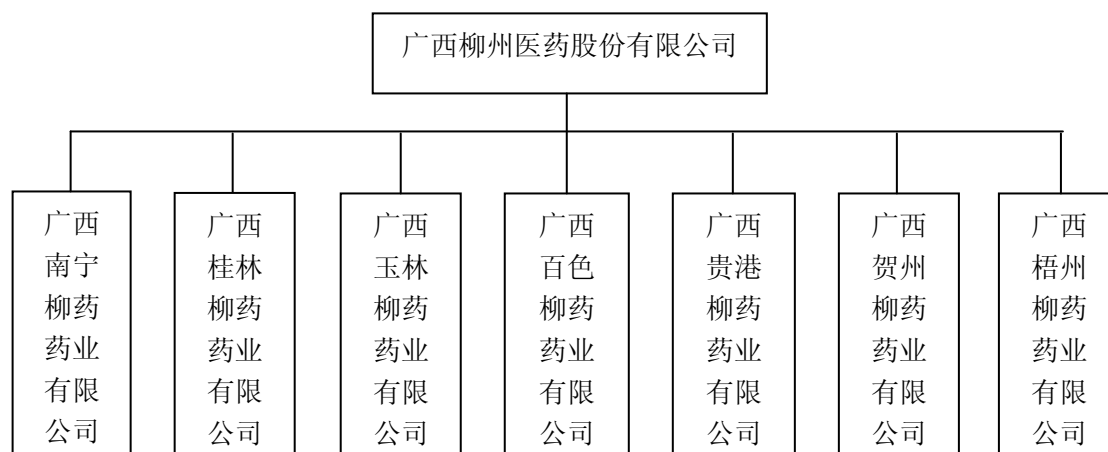 广西柳州医药股份有限公司
广西
南宁
柳药
药业
有限
公司
广西
桂林
柳药
药业
有限
公司
广西
玉林
柳药
药业
有限
公司
广西
百色
柳药
药业
有限
公司
广西
贵港
柳药
药业
有限
公司
广西
贺州
柳药
药业
有限
公司
广西
梧州
柳药
药业
有限
公司